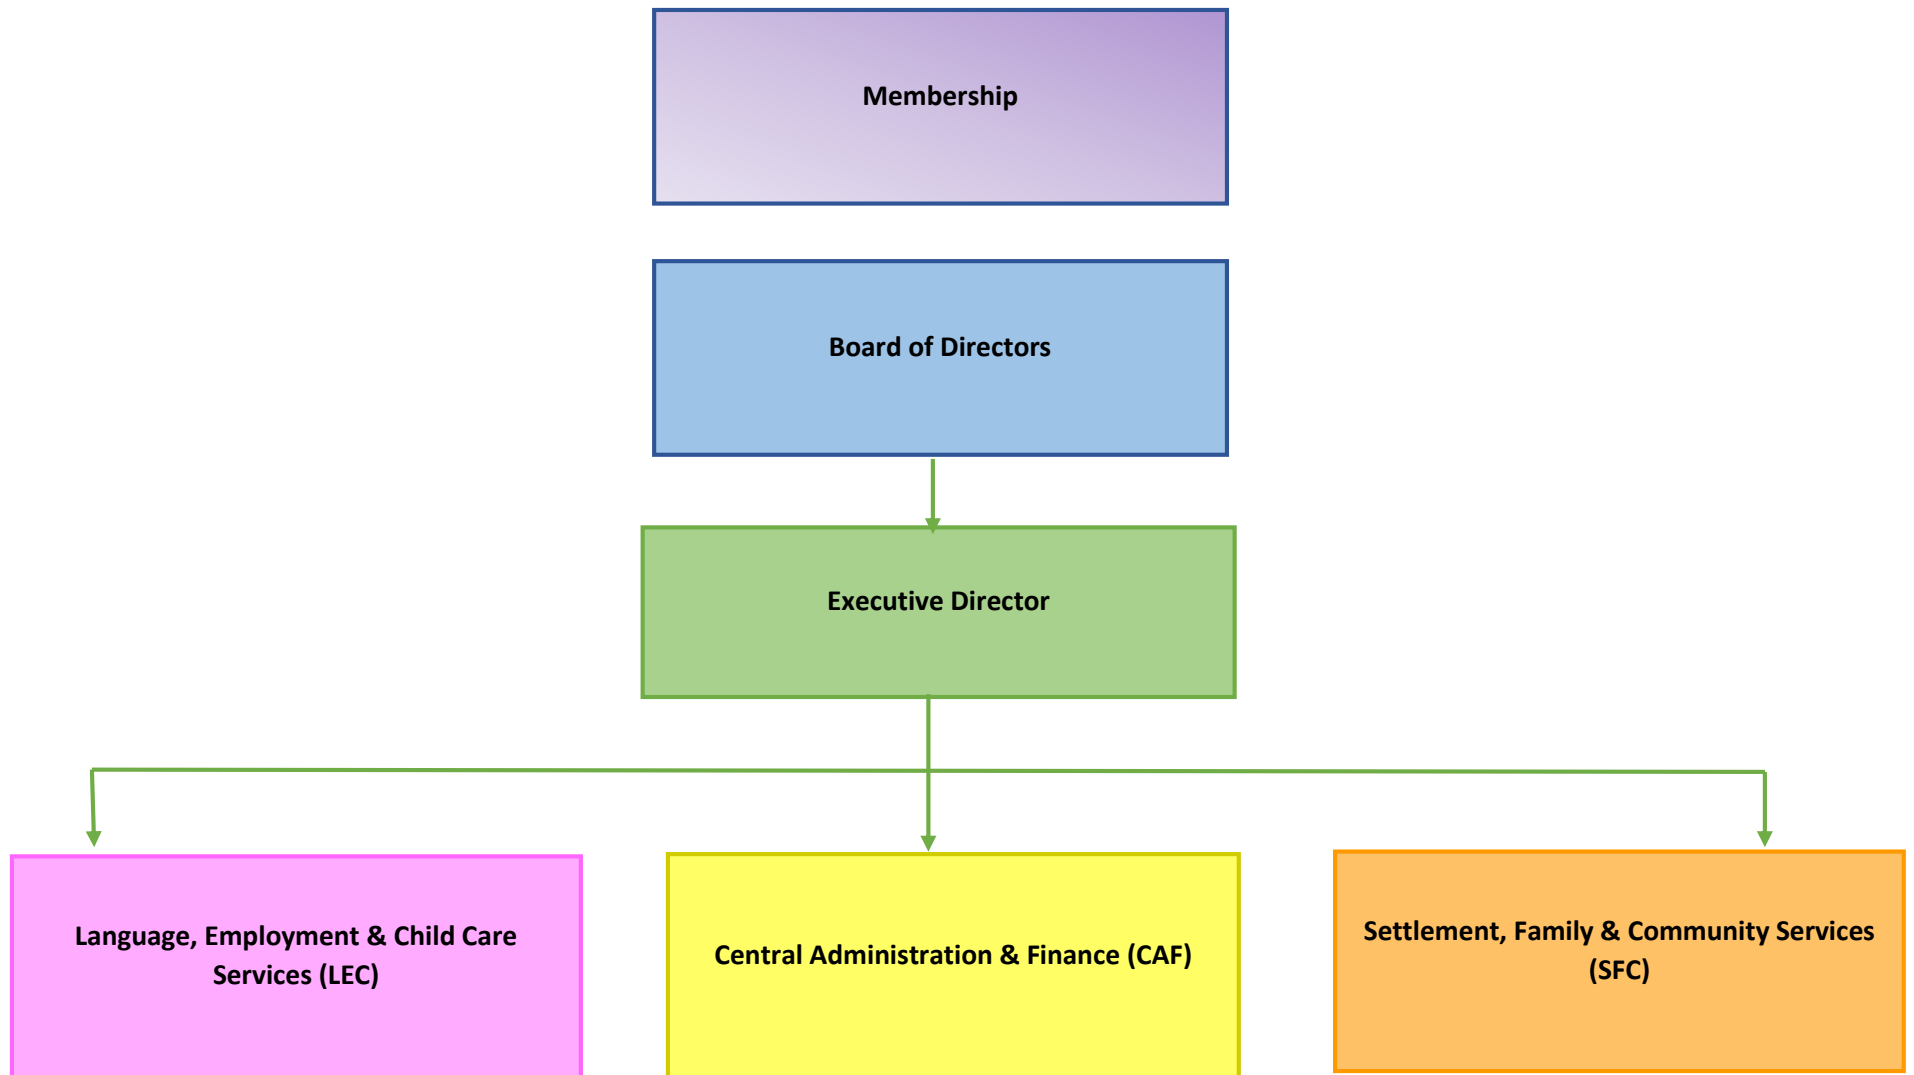 Membership
Board of Directors
Executive Director
Language, Employment & Child Care
Services (LEC)
Central Administration & Finance (CAF)
Settlement, Family & Community Services
(SFC)